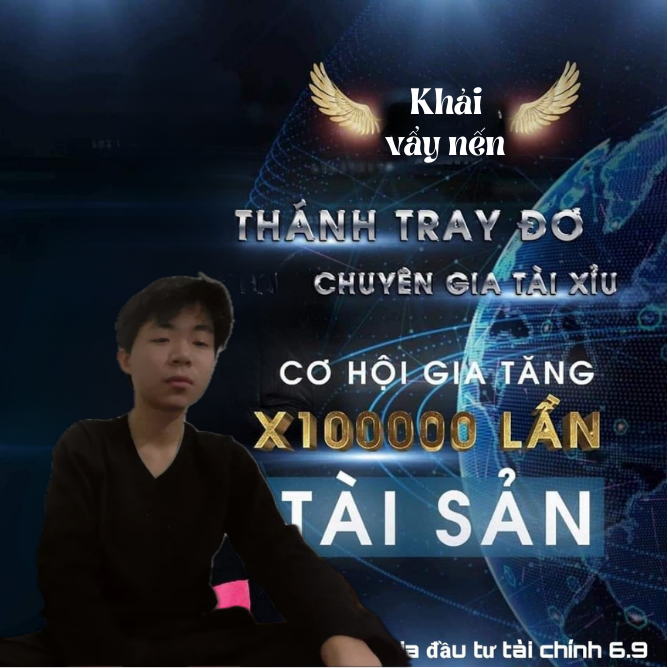 Khải
vẩy nến
THÁNH TRAY ĐƠ
CHUYÊN GIA TÀI XỈU
CƠ HỘI GIA TĂNG
X100000 LẦN
TÀI SẢN
đầu tư tài chính 6.9